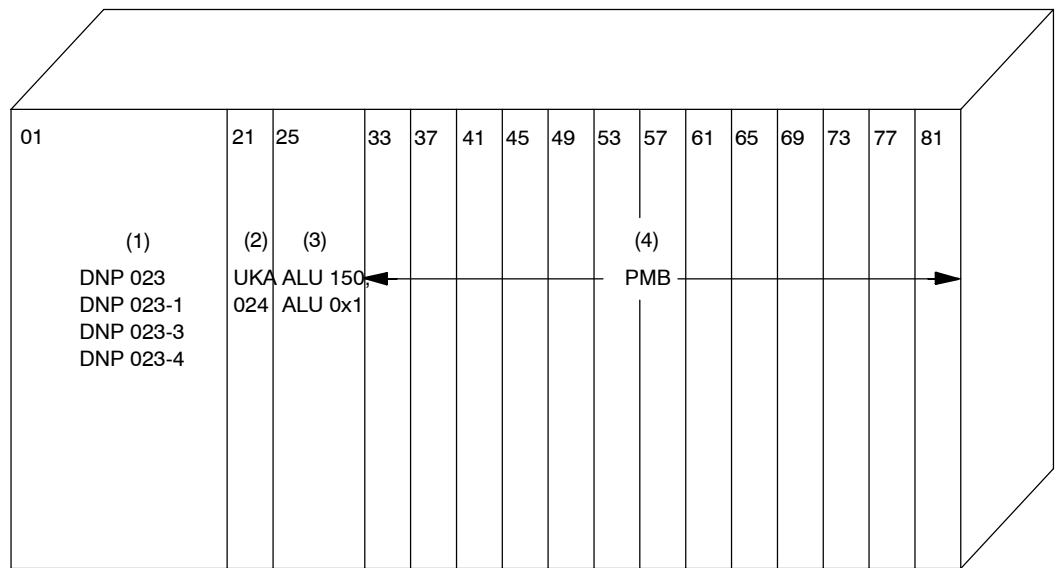 01 21 25 33 37 41 45 49 53 57 61 65 69 73 77 81
(1) (2) (3) (4)
DNP 023 UKA ALU 150, PMB
DNP 023-1 024 ALU 0x1
DNP 023-3
DNP 023-4